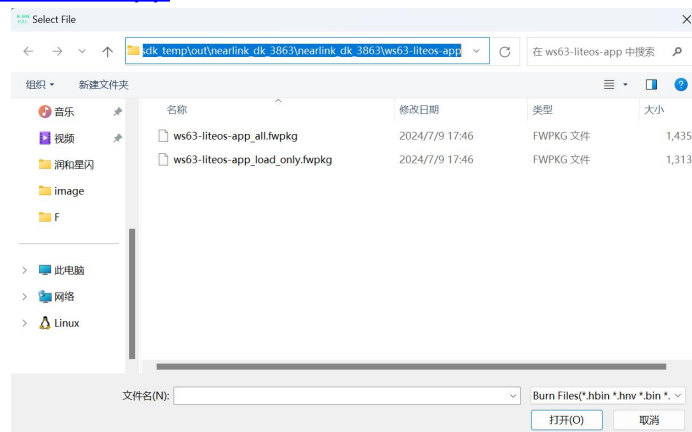 Select File
sdk_temp\out\nearlink_dk_3863\nearlink_dk_3863\ws63-liteos-app
在 ws63-liteos-app 中搜索
组织
新建文件夹
名称
修改日期
类型
大小
音乐
视频
润和星闪
image
F
此电脑
网络
Linux
ws63-liteos-app_all.fwpkg
2024/7/9 17:46
FWPKG 文件
1,435
ws63-liteos-app_load_only.fwpkg
2024/7/9 17:46
FWPKG 文件
1,313
文件名(N):
Burn Files(*.hbin *.hnv *.bin *.
打开(O)
取消